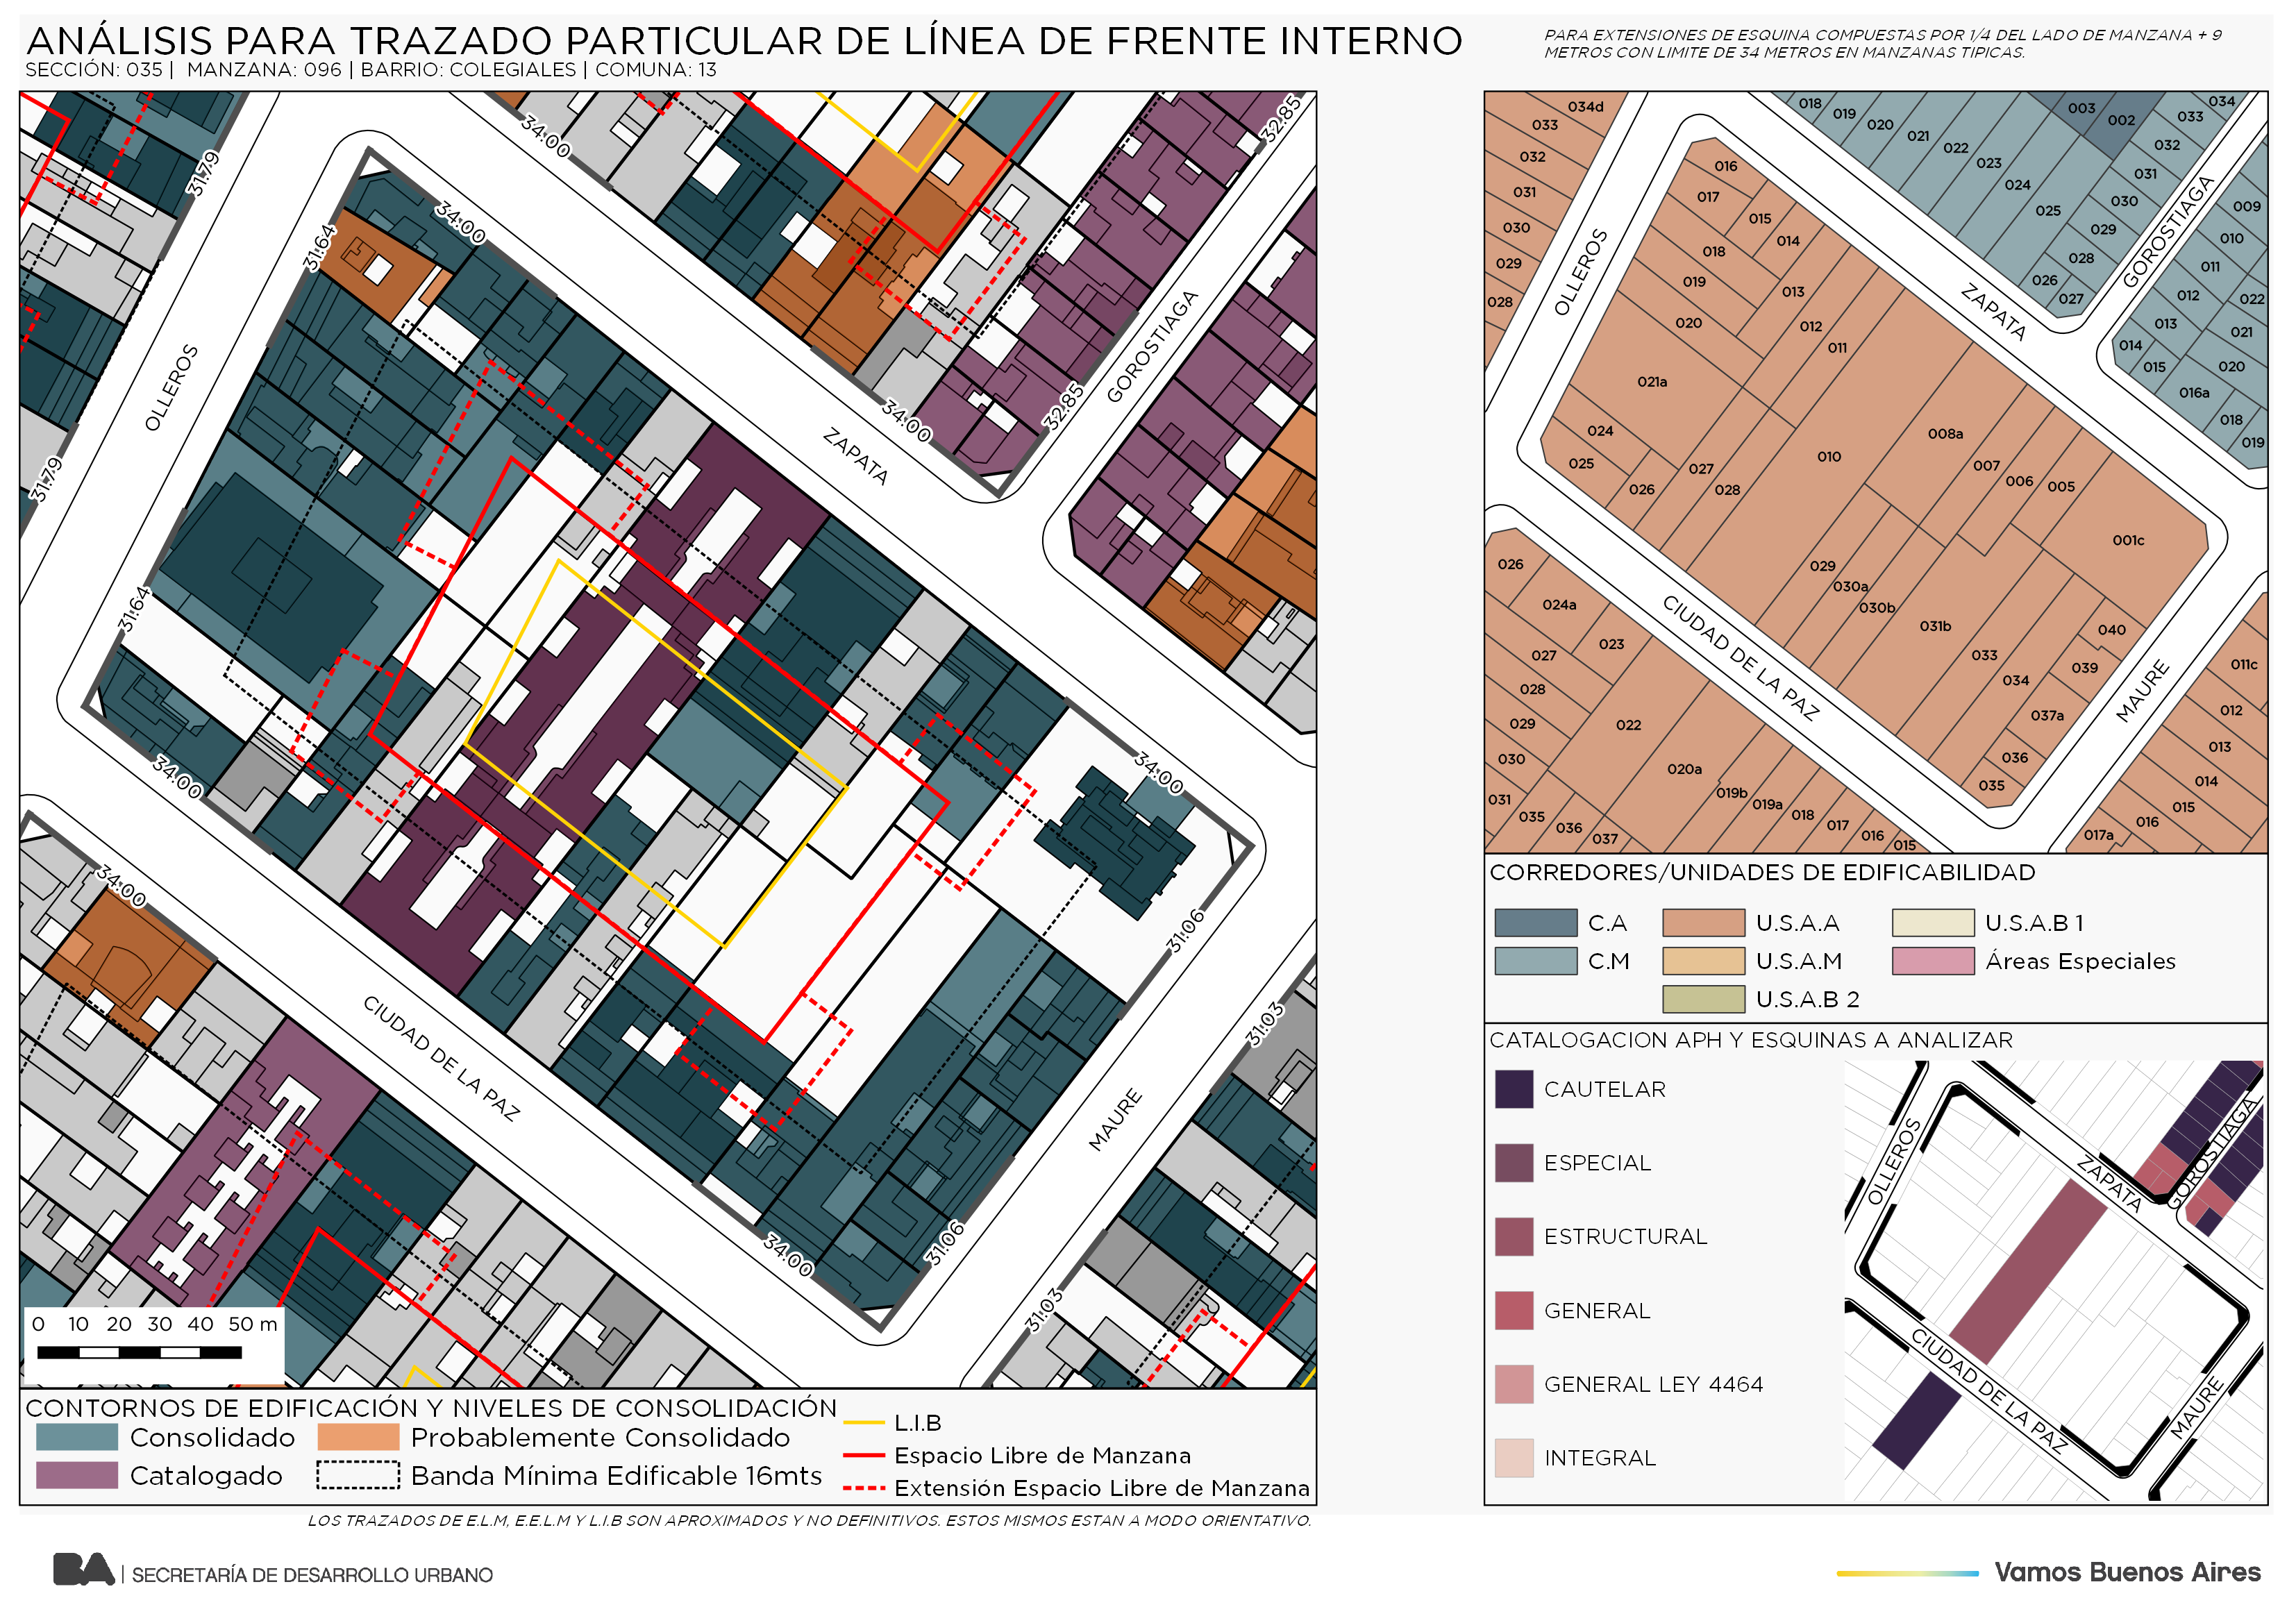 ANÁLISIS PARA TRAZADO PARTICULAR DE LÍNEA DE FRENTE INTERNO
SECCIÓN: 035 | MANZANA: 096 | BARRIO: COLEGIALES | COMUNA: 13
PARA EXTENSIONES DE ESQUINA COMPUESTAS POR 1/4 DEL LADO DE MANZANA + 9
METROS CON LIMITE DE 34 METROS EN MANZANAS TIPICAS.
34:00
32.85
31.79
34:00
31.64
OLLEROS
GOROSTIAGA
32.85
34:00
ZAPATA
31.79
31.64
34:00
34:00
34:00
31.06
CIUDAD DE LA PAZ
31.03
MAURE
34:00
31.06
31.03
0 10 20 30 40 50 m
CONTORNOS DE EDIFICACIÓN Y NIVELES DE CONSOLIDACIÓN
Consolidado
Probablemente Consolidado
Catalogado
Banda Mínima Edificable 16mts
L.I.B
Espacio Libre de Manzana
Extensión Espacio Libre de Manzana
LOS TRAZADOS DE E.L.M, E.E.L.M Y L.I.B SON APROXIMADOS Y NO DEFINITIVOS. ESTOS MISMOS ESTAN A MODO ORIENTATIVO.
034d
033
032
031
030
029
028
OLLEROS
018
019
020
021
022
023
024
025
026
027
028
029
030
031
032
033
034
003
002
GOROSTIAGA
009
010
011
012
022
013
021
014
015
020
016a
018
019
ZAPATA
016
017
015
018
014
019
013
020
012
011
021a
024
025
026
027
028
010
008a
007
006
005
001c
029
030a
030b
031b
033
034
040
039
037a
036
035
CIUDAD DE LA PAZ
MAURE
026
024a
023
027
028
029
022
030
020a
031
019b
019a
035
018
036
017
037
016
015
011c
012
013
014
015
016
017a
CORREDORES/UNIDADES DE EDIFICABILIDAD
C.A
U.S.A.A
U.S.A.B 1
C.M
U.S.A.M
Áreas Especiales
U.S.A.B 2
CATALOGACION APH Y ESQUINAS A ANALIZAR
CAUTELAR
ESPECIAL
ESTRUCTURAL
GENERAL
GENERAL LEY 4464
INTEGRAL
OLLEROS
ZAPATA
GOROSTIAGA
CIUDAD DE LA PAZ
MAURE
BA | SECRETARÍA DE DESARROLLO URBANO
Vamos Buenos Aires